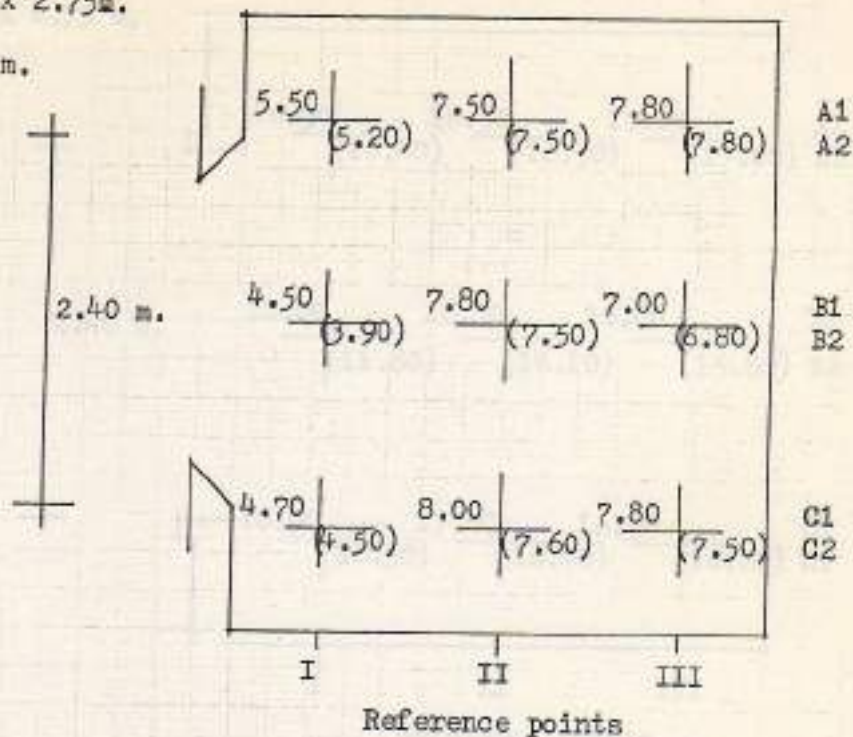 x 2.75m.
m.
5.50 7.50 7.80 A1
(5.20) (7.50) (7.80) A2
2.40 m.
4.50 7.80 7.00 B1
(3.90) (7.50) (6.80) B2
4.70 8.00 7.80 C1
(4.50) (7.60) (7.50) C2
I II III
Reference points